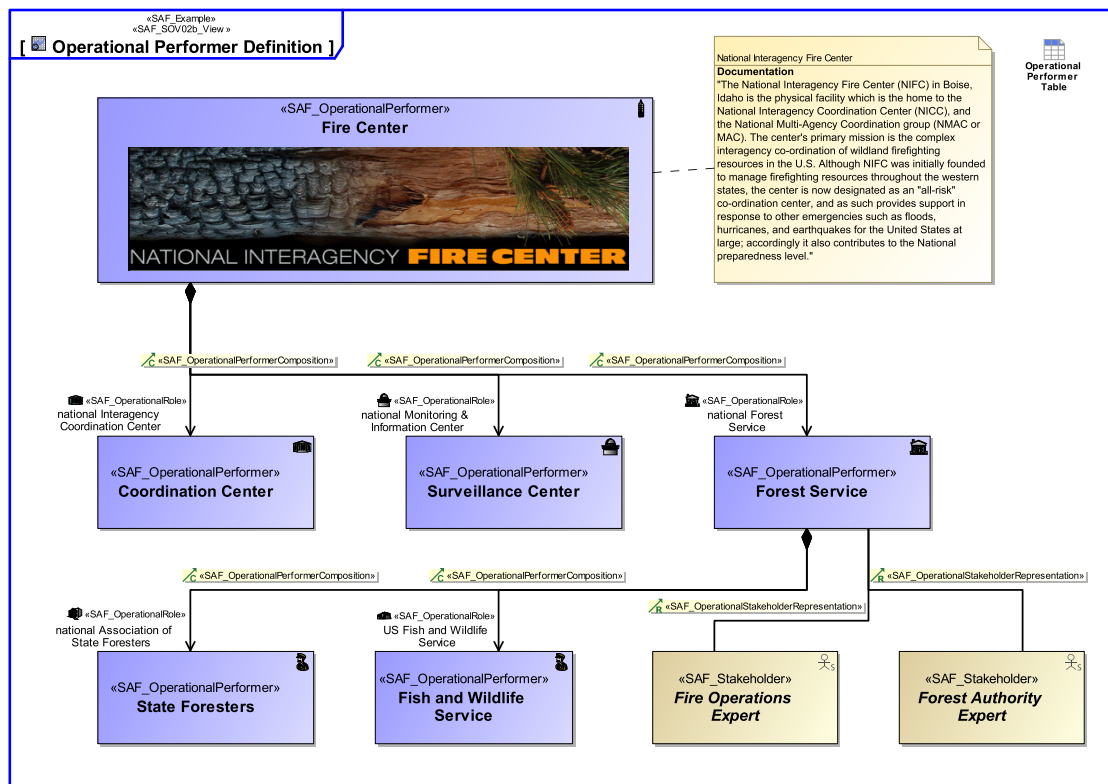 «SAF_Example»
«SAF_SOV02b_View »
[ Operational Performer Definition ]
«SAF_OperationalPerformer»
Fire Center
NATIONAL INTERAGENCY FIRE CENTER
National Interagency Fire Center
Documentation
"The National Interagency Fire Center (NIFC) in Boise,
Idaho is the physical facility which is the home to the
National Interagency Coordination Center (NICC), and
the National Multi-Agency Coordination group (NMAC or
MAC). The center's primary mission is the complex
interagency co-ordination of wildland firefighting
resources in the U.S. Although NIFC was initially founded
to manage firefighting resources throughout the western
states, the center is now designated as an "all-risk"
co-ordination center, and as such provides support in
response to other emergencies such as floods,
hurricanes, and earthquakes for the United States at
large; accordingly it also contributes to the National
preparedness level."
Operational
Performer
Table
C «SAF_OperationalPerformerComposition»
C «SAF_OperationalPerformerComposition»
C «SAF_OperationalPerformerComposition»
«SAF_OperationalRole»
national Interagency
Coordination Center
«SAF_OperationalRole»
national Monitoring &
Information Center
«SAF_OperationalRole»
national Forest
Service
«SAF_OperationalPerformer»
Coordination Center
«SAF_OperationalPerformer»
Surveillance Center
«SAF_OperationalPerformer»
Forest Service
C «SAF_OperationalPerformerComposition»
C «SAF_OperationalPerformerComposition»
R «SAF_OperationalStakeholderRepresentation»
R «SAF_OperationalStakeholderRepresentation»
«SAF_OperationalRole»
national Association of
State Foresters
«SAF_OperationalRole»
US Fish and Wildlife
Service
«SAF_OperationalPerformer»
State Foresters
«SAF_OperationalPerformer»
Fish and Wildlife
Service
S
«SAF_Stakeholder»
Fire Operations
Expert
S
«SAF_Stakeholder»
Forest Authority
Expert